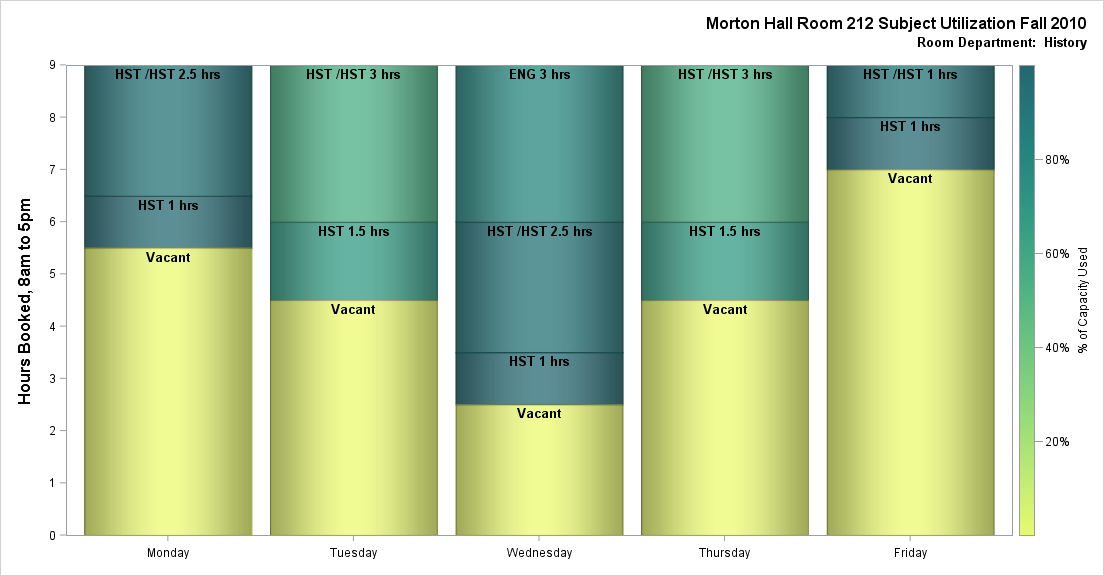 Morton Hall Room 212 Subject Utilization Fall 2010
Room Department:  History
Hours Booked, 8am to 5pm
9
8
7
6
5
4
3
2
1
0
HST /HST 2.5 hrs
HST 1 hrs
Vacant
HST /HST 3 hrs
HST 1.5 hrs
Vacant
ENG 3 hrs
HST /HST 2.5 hrs
HST 1 hrs
Vacant
HST /HST 3 hrs
HST 1.5 hrs
Vacant
HST /HST 1 hrs
HST 1 hrs
Vacant
Monday
Tuesday
Wednesday
Thursday
Friday
80%
60%
40%
20%
% of Capacity Used